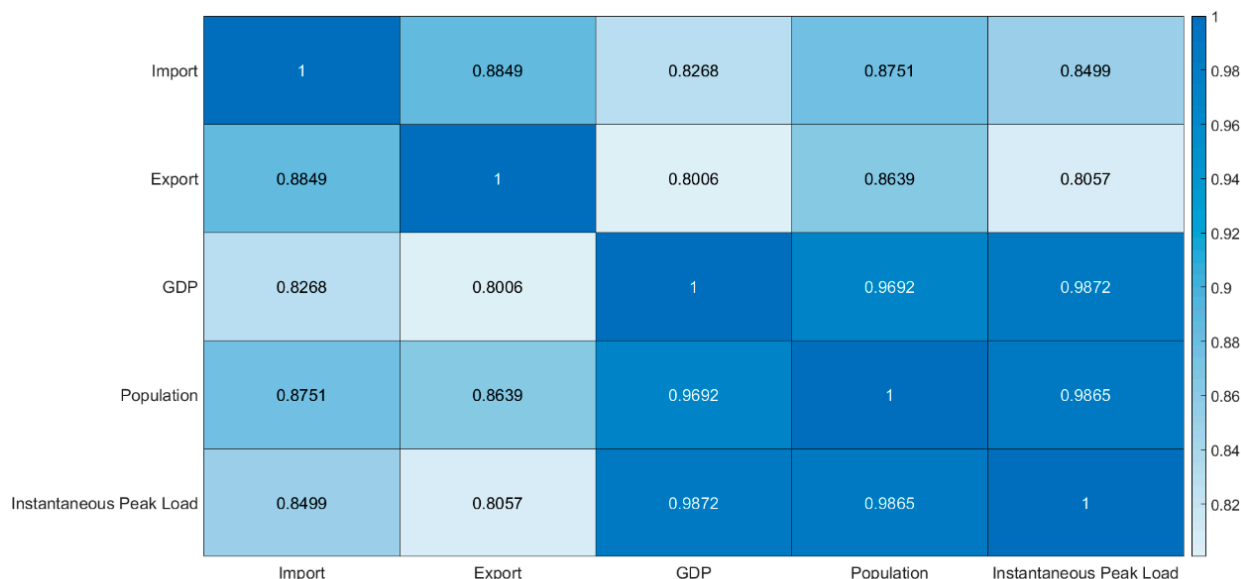 1
Import 1 0.8849 0.8268 0.8751 0.8499
0.98
0.96
Export 0.8849 1 0.8006 0.8639 0.8057
0.94
0.92
GDP 0.8268 0.8006 1 0.9692 0.9872
0.9
0.88
Population 0.8751 0.8639 0.9692 1 0.9865
0.86
0.84
Instantaneous Peak Load 0.8499 0.8057 0.9872 0.9865 1
0.82
Import Export GDP Population Instantaneous Peak Load